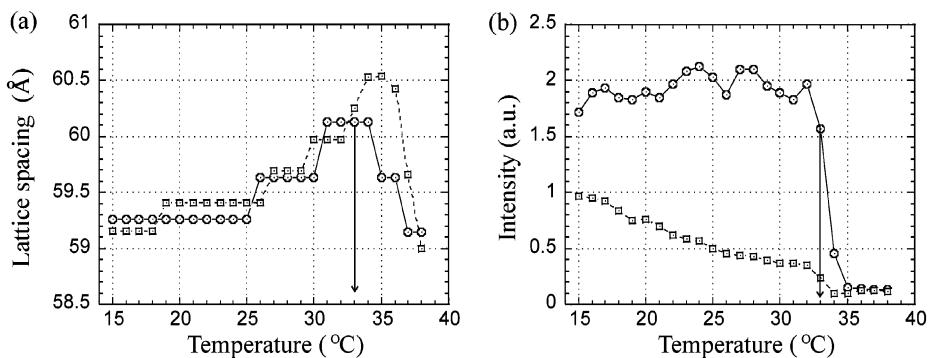 (a)
61
60.5
60
59.5
59
58.5
Lattice spacing (Å)
15 20 25 30 35 40
Temperature (°C)
(b)
2.5
2
1.5
1
0.5
0
Intensity (a.u.)
15 20 25 30 35 40
Temperature (°C)